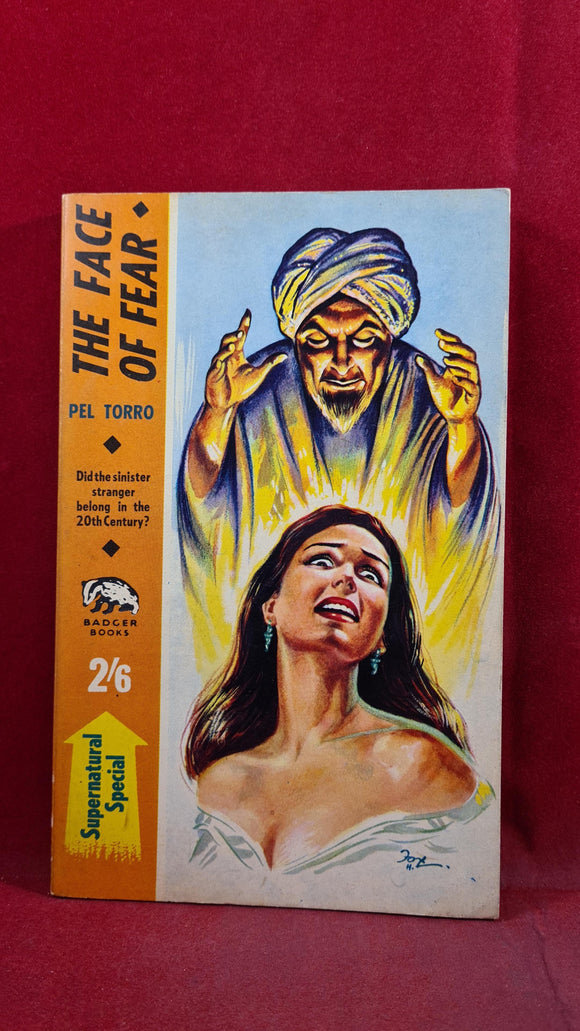 THE FACE
OF FEAR
PEL TORRO
Did the sinister
stranger
belong in the
20th Century?
BADGER
BOOKS
2/6
Supernatural
Special
Fox
H.